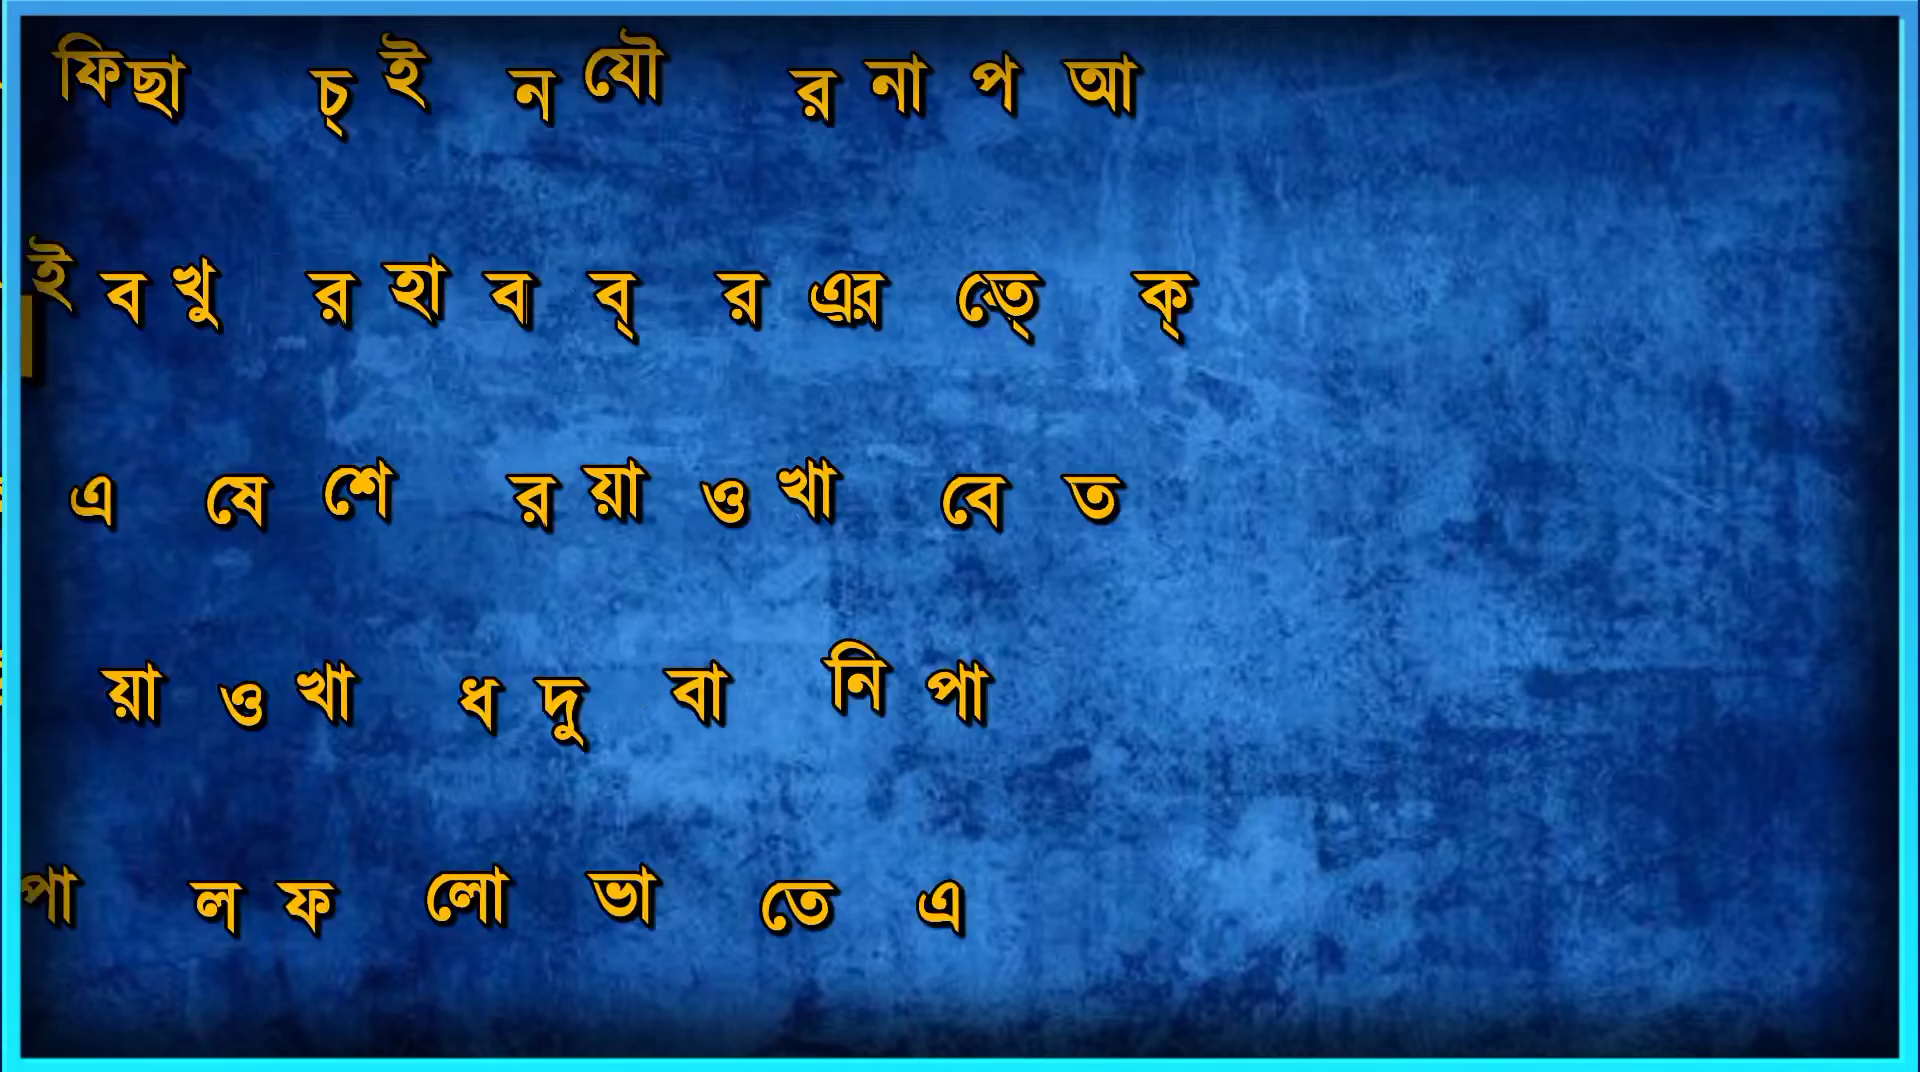 ফিছা চ্ ই ন যৌ র না প আ
ই ব খু র হা ব ব্ র এর ত্ে ক্
এ ষে শে র য়া ও খা বে ত
য়া ও খা ধ দু বা নি পা
পা ল ফ লো ভা তে এ